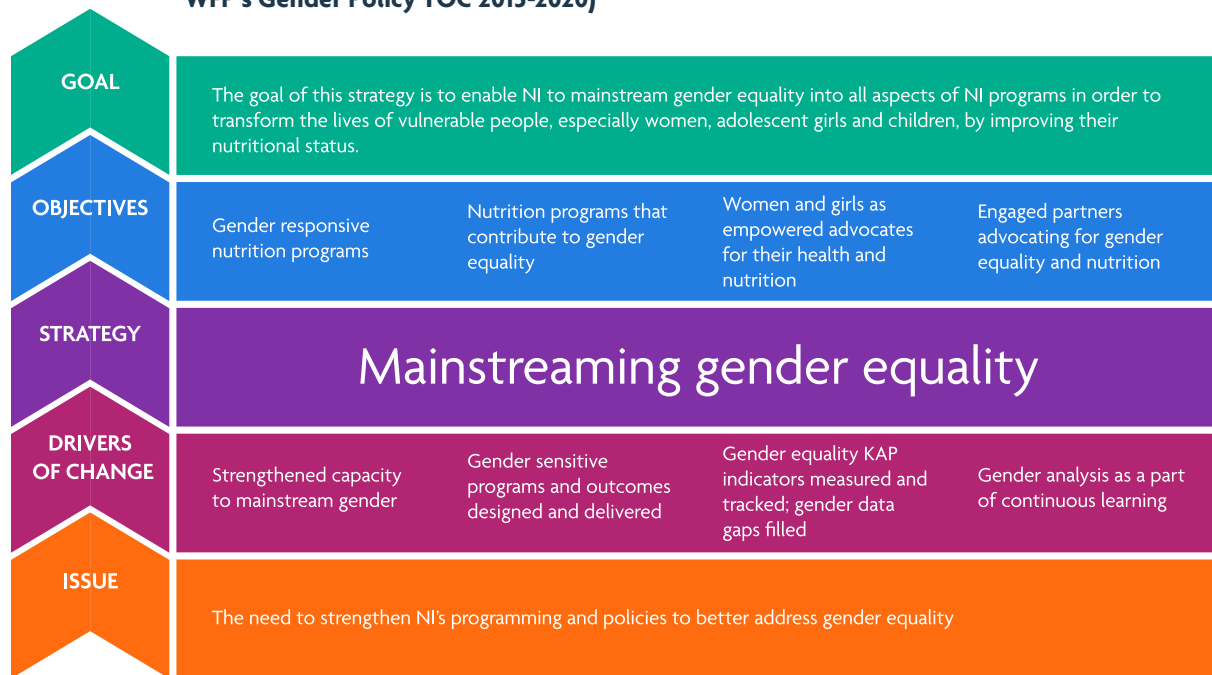 WFP's Gender Policy TOC 2015-2020)
GOAL
The goal of this strategy is to enable NI to mainstream gender equality into all aspects of NI programs in order to
transform the lives of vulnerable people, especially women, adolescent girls and children, by improving their
nutritional status.
OBJECTIVES
Gender responsive
nutrition programs
Nutrition programs that
contribute to gender
equality
Women and girls as
empowered advocates
for their health and
nutrition
Engaged partners
advocating for gender
equality and nutrition
STRATEGY
Mainstreaming gender equality
DRIVERS
OF CHANGE
Strengthened capacity
to mainstream gender
Gender sensitive
programs and outcomes
designed and delivered
Gender equality KAP
indicators measured and
tracked; gender data
gaps filled
Gender analysis as a part
of continuous learning
ISSUE
The need to strengthen NI's programming and policies to better address gender equality